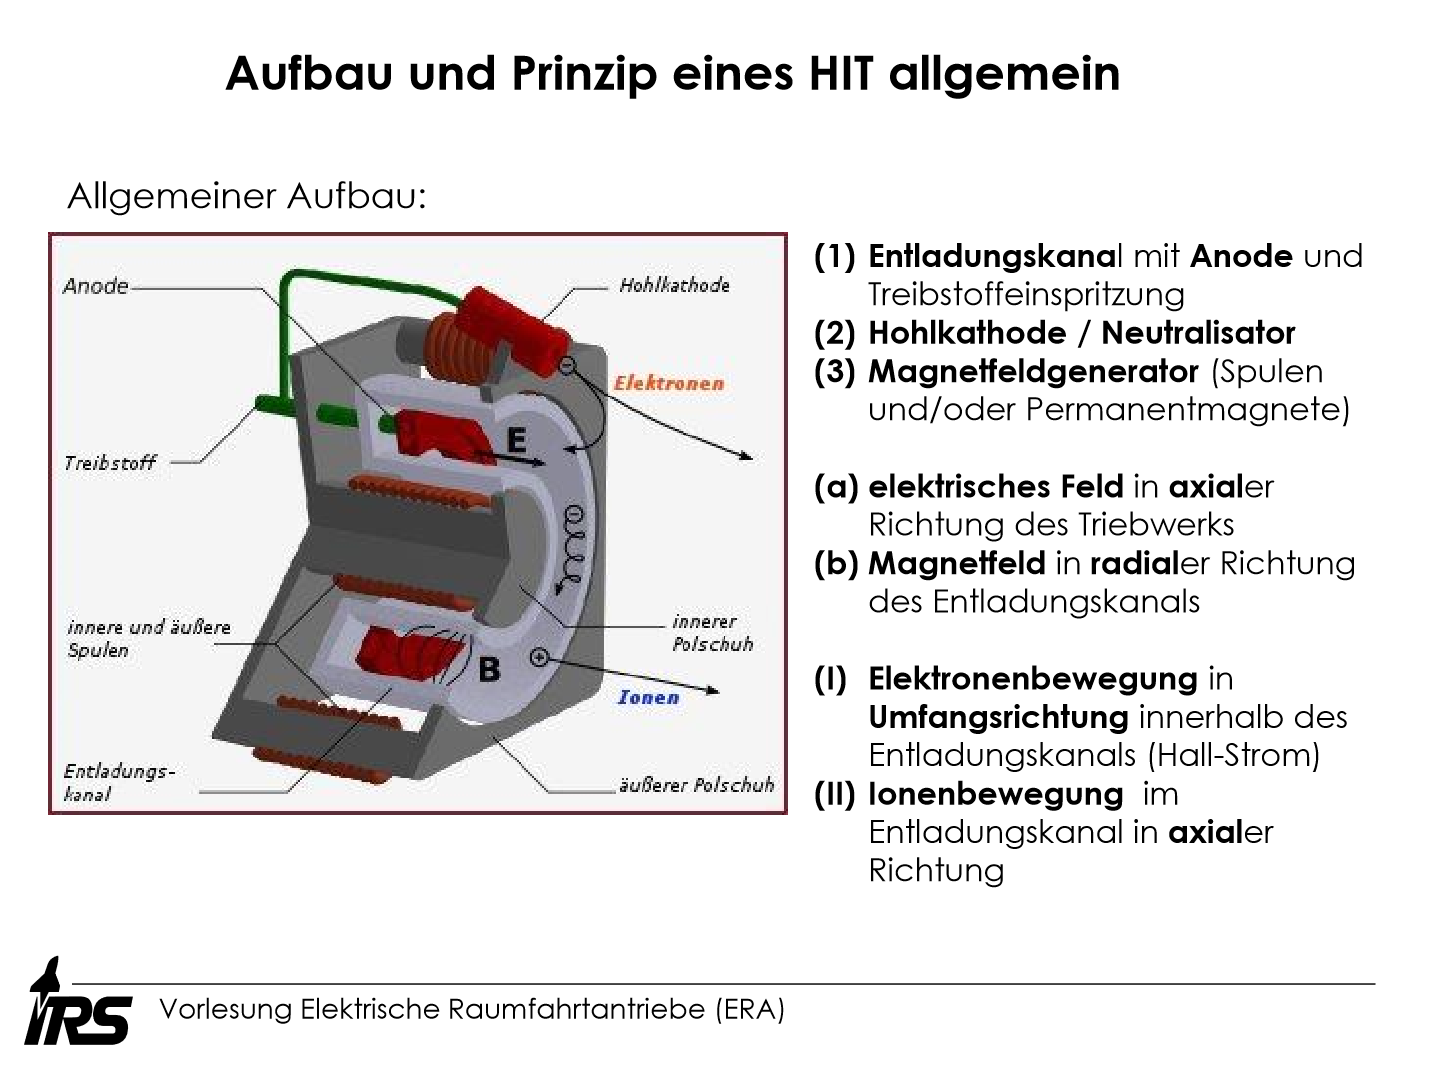 Aufbau und Prinzip eines HIT allgemein
Allgemeiner Aufbau:
Anode
Hohlkathode
Elektronen
E
Treibstoff
innere und äußere
Spulen
innerer
Polschuh
B
Ionen
Entladungs-
kanal
äußerer Polschuh
(1) Entladungskanal mit Anode und
Treibstoffeinspritzung
(2) Hohlkathode / Neutralisator
(3) Magnetfeldgenerator (Spulen
und/oder Permanentmagnete)
(a) elektrisches Feld in axialer
Richtung des Triebwerks
(b) Magnetfeld in radialer Richtung
des Entladungskanals
(I) Elektronenbewegung in
Umfangsrichtung innerhalb des
Entladungskanals (Hall-Strom)
(II) Ionenbewegung im
Entladungskanal in axialer
Richtung
IRS
Vorlesung Elektrische Raumfahrtantriebe (ERA)